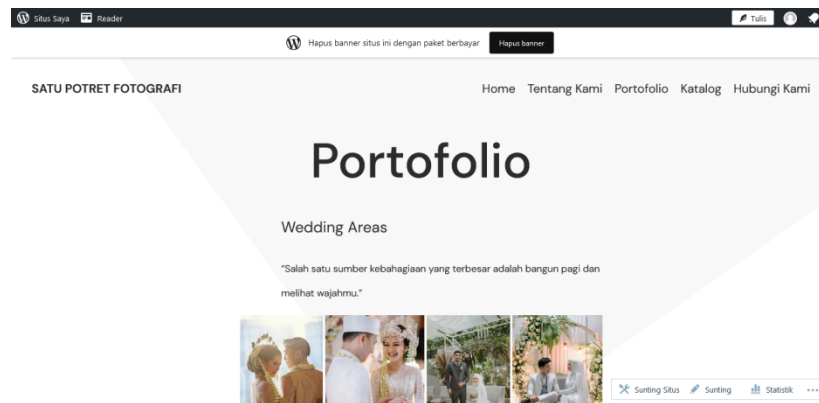 Situs Saya Reader Tulis
Hapus banner situs ini dengan paket berbayar Hapus banner
SATU POTRET FOTOGRAFI Home Tentang Kami Portofolio Katalog Hubungi Kami
Portofolio
Wedding Areas
“Salah satu sumber kebahagiaan yang terbesar adalah bangun pagi dan
melihat wajahmu.”
Sunting Situs Sunting Statistik ...